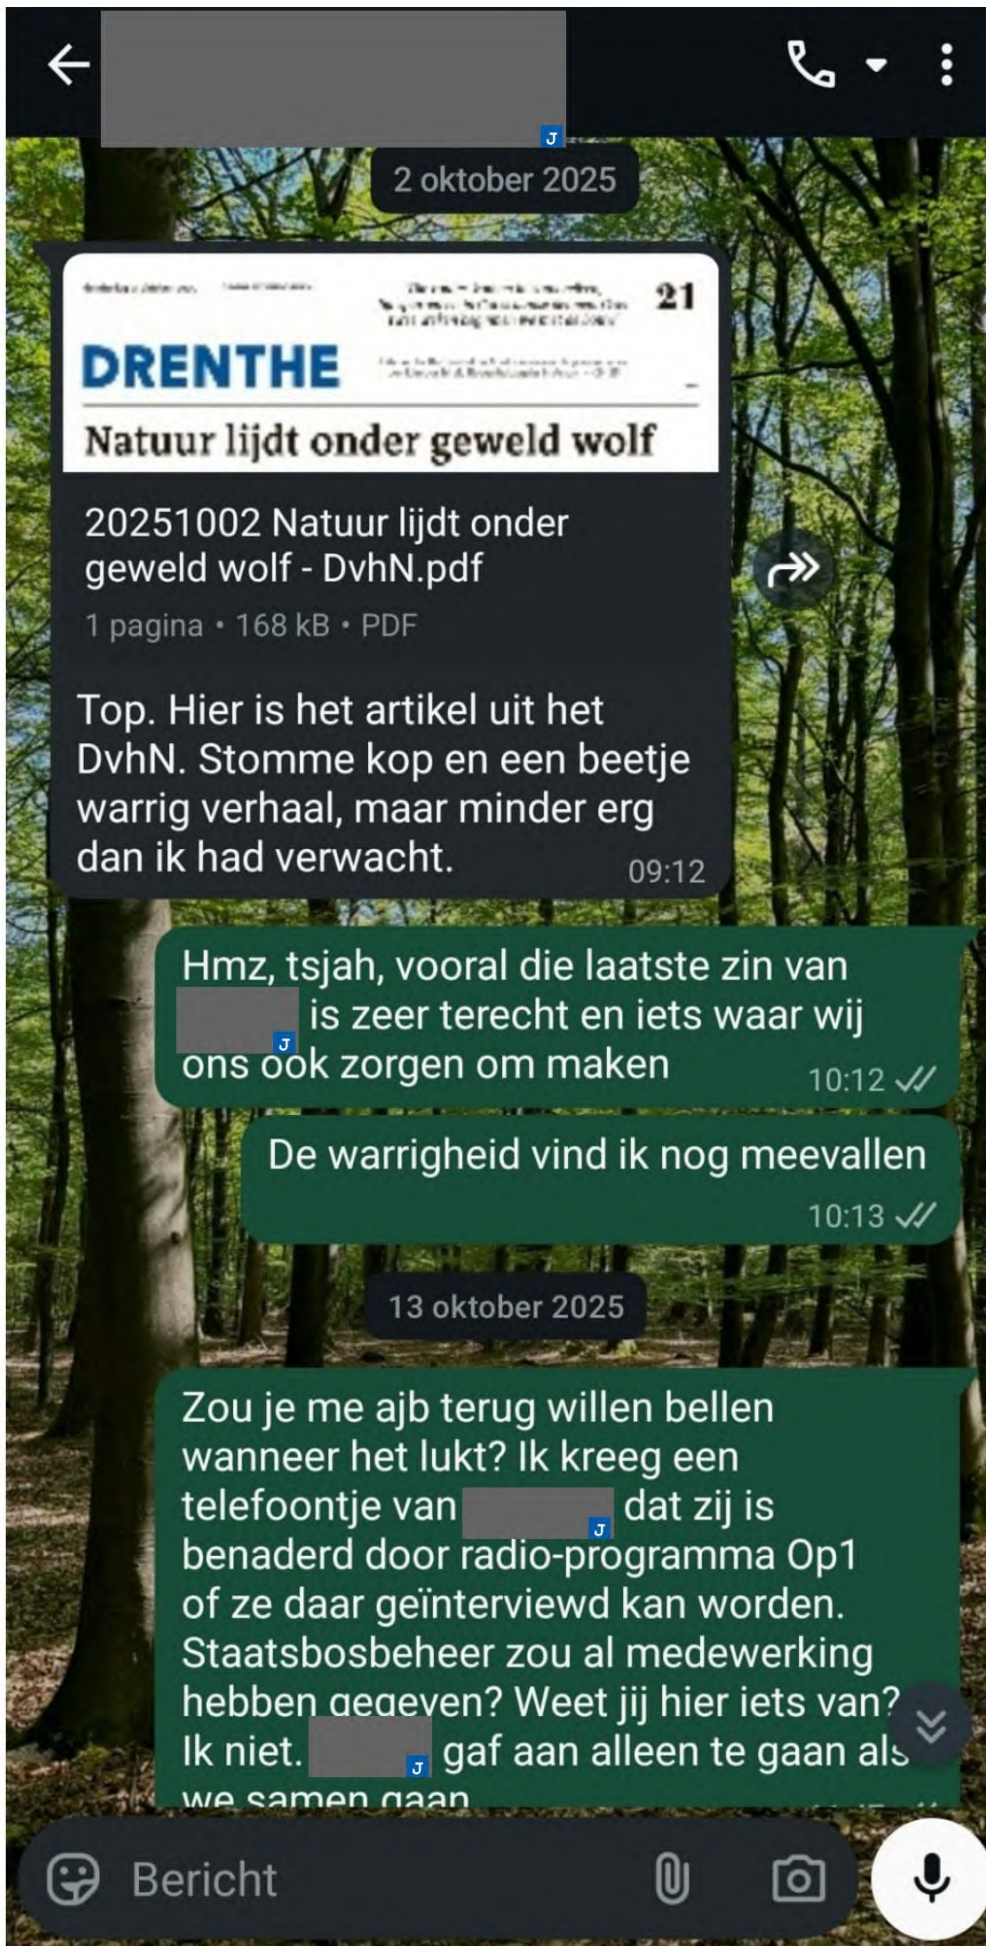 J
2 oktober 2025
21
DRENTHE
Natuur lijdt onder geweld wolf
20251002 Natuur lijdt onder
geweld wolf - DvhN.pdf
1 pagina • 168 kB • PDF
Top. Hier is het artikel uit het
DvhN. Stomme kop en een beetje
warrig verhaal, maar minder erg
dan ik had verwacht.
09:12
Hmz, tsjah, vooral die laatste zin van
J is zeer terecht en iets waar wij
ons ook zorgen om maken
10:12
De warrigheid vind ik nog meevallen
10:13
13 oktober 2025
Zou je me ajb terug willen bellen
wanneer het lukt? Ik kreeg een
telefoontje van J dat zij is
benaderd door radio-programma Op1
of ze daar geïnterviewd kan worden.
Staatsbosbeheer zou al medewerking
hebben gegeven? Weet jij hier iets van?
Ik niet. J gaf aan alleen te gaan als
we samen gaan
Bericht